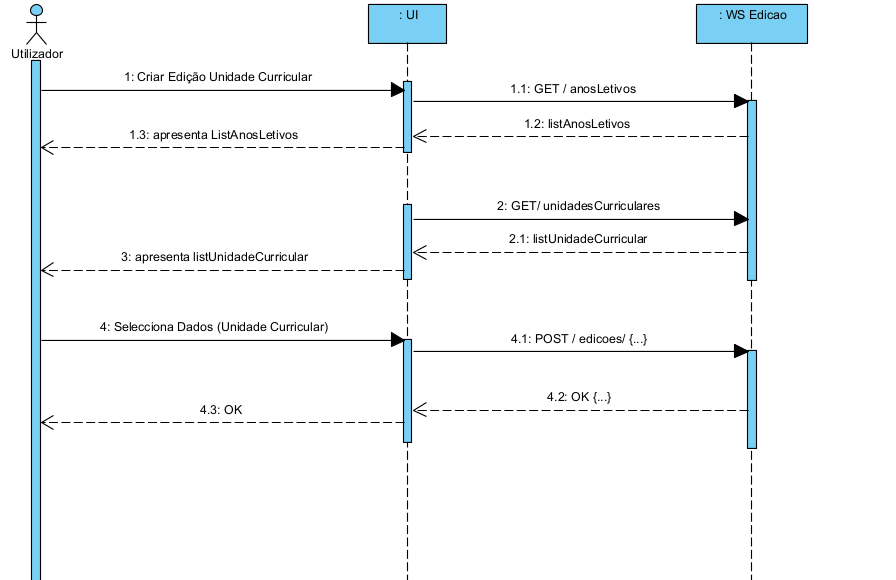 : UI
: WS Edicao
Utilizador
1: Criar Edição Unidade Curricular
1.1: GET / anosLetivos
1.2: listAnosLetivos
1.3: apresenta ListAnosLetivos
2: GET/ unidadesCurriculares
2.1: listUnidadeCurricular
3: apresenta listUnidadeCurricular
4: Selecciona Dados (Unidade Curricular)
4.1: POST / edicoes/ {...}
4.2: OK {...}
4.3: OK